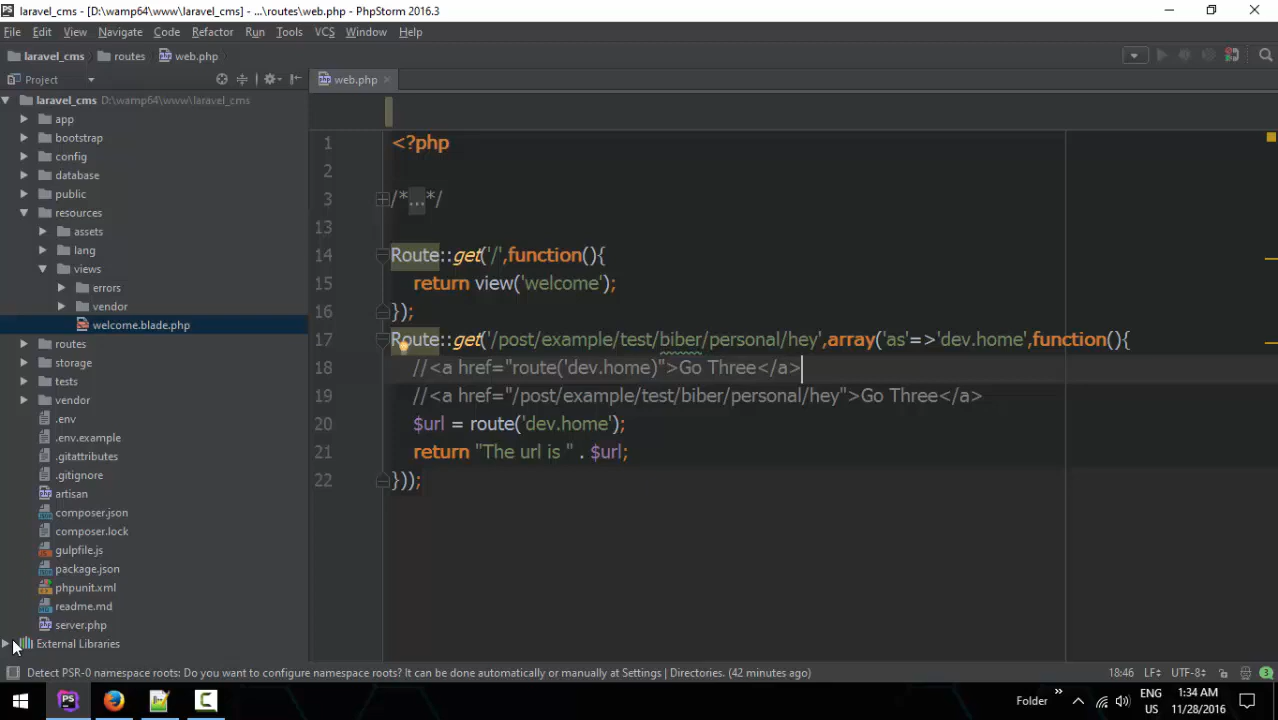 laravel_cms - [D:\wamp64\www\laravel_cms] - ...\routes\web.php - PhpStorm 2016.3
File Edit View Navigate Code Refactor Run Tools VCS Window Help
laravel_cms routes web.php
Project
web.php
laravel_cms D:\wamp64\www\laravel_cms
app
bootstrap
config
database
public
resources
assets
lang
views
errors
vendor
welcome.blade.php
routes
storage
tests
vendor
.env
.env.example
.gitattributes
.gitignore
artisan
composer.json
composer.lock
gulpfile.js
package.json
phpunit.xml
readme.md
server.php
External Libraries
1 <?php
2
3 /*...*/
13
14 Route::get('/',function(){
15 return view('welcome');
16 });
17 Route::get('/post/example/test/biber/personal/hey',array('as'=>'dev.home',function(){
18 //<a href="route('dev.home)">Go Three</a>
19 //<a href="/post/example/test/biber/personal/hey">Go Three</a>
20 $url = route('dev.home');
21 return "The url is " . $url;
22 }));
Detect PSR-0 namespace roots: Do you want to configure namespace roots? It can be done automatically or manually at Settings | Directories. (42 minutes ago)
18:46 LF÷ UTF-8÷ 3
Folder » ENG US 1:34 AM 11/28/2016